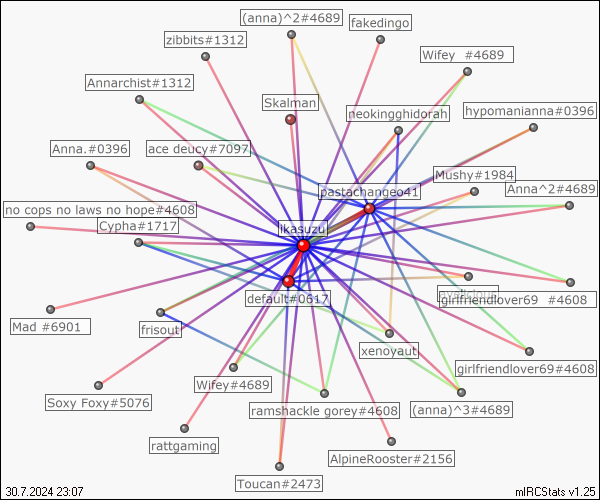 (anna)^2#4689
fakedingo
zibbits#1312
Wifey #4689
Annarchist#1312
Skalman
neokingghidorah
hypomanianna#0396
Anna.#0396
ace deucy#7097
Mushy#1984
pastachangeo41
Anna^2#4689
no cops no laws no hope#4608
Cypha#1717
ikasuzu
default#0617
girlfriendlover69 #4608
Mad #6901
frisout
xenoyaut
girlfriendlover69#4608
Wifey#4689
Soxy Foxy#5076
ramshackle gorey#4608
(anna)^3#4689
rattgaming
AlpineRooster#2156
Toucan#2473
30.7.2024 23:07
mIRCStats v1.25